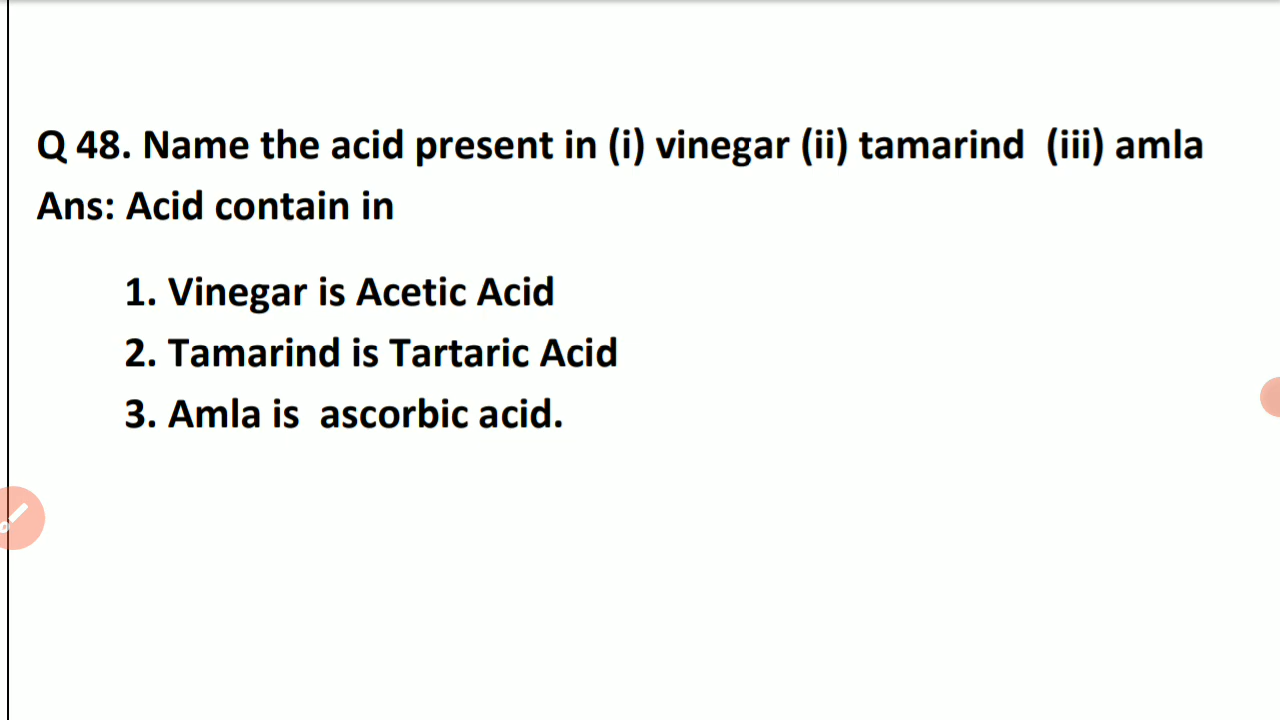 Q 48. Name the acid present in (i) vinegar (ii) tamarind (iii) amla
Ans: Acid contain in
1. Vinegar is Acetic Acid
2. Tamarind is Tartaric Acid
3. Amla is ascorbic acid.